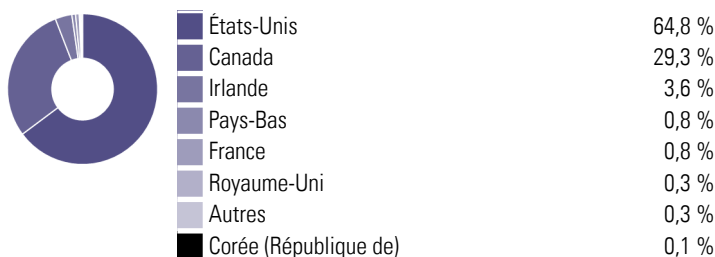 États-Unis 64,8 %
Canada 29,3 %
Irlande 3,6 %
Pays-Bas 0,8 %
France 0,8 %
Royaume-Uni 0,3 %
Autres 0,3 %
Corée (République de) 0,1 %